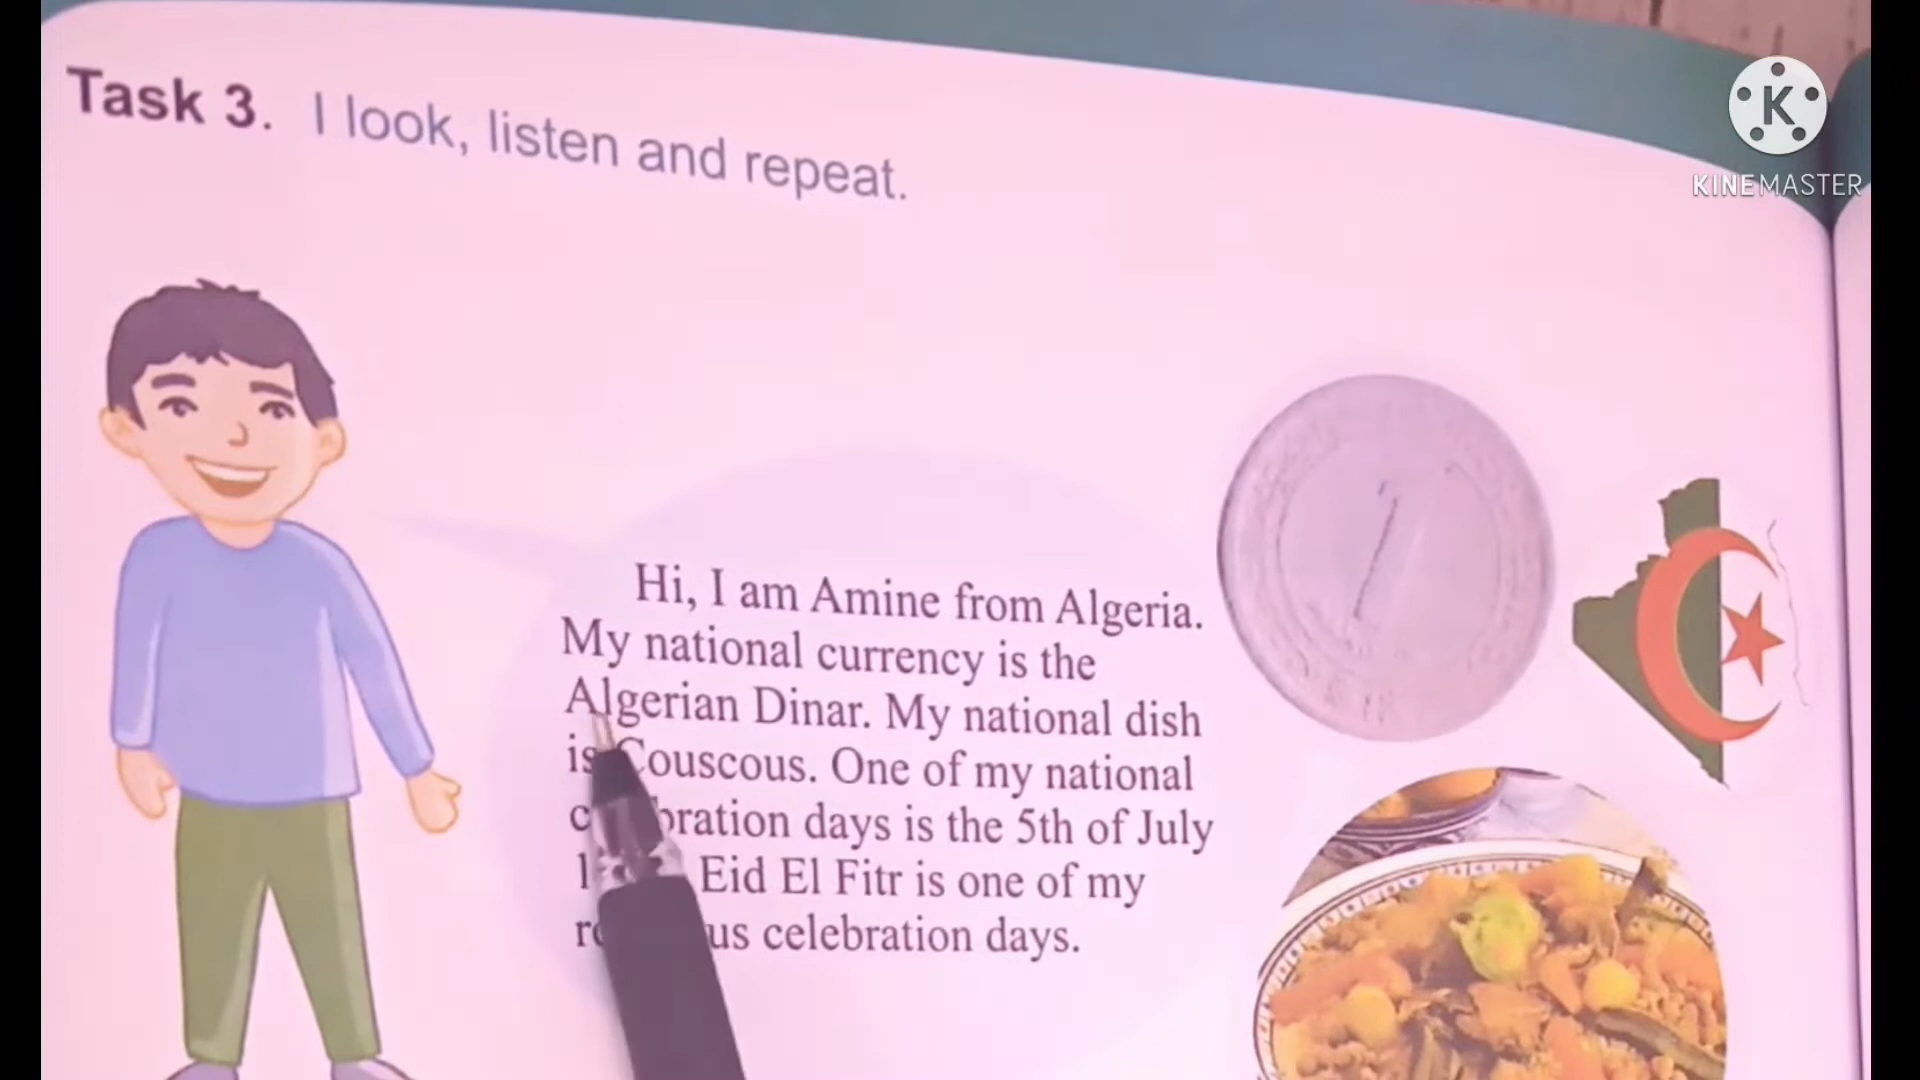 Task 3. I look, listen and repeat.
KINEMASTER
Hi, I am Amine from Algeria.
My national currency is the
Algerian Dinar. My national dish
is Couscous. One of my national
days is the 5th of July
Eid El Fitr is one of my
celebration days.